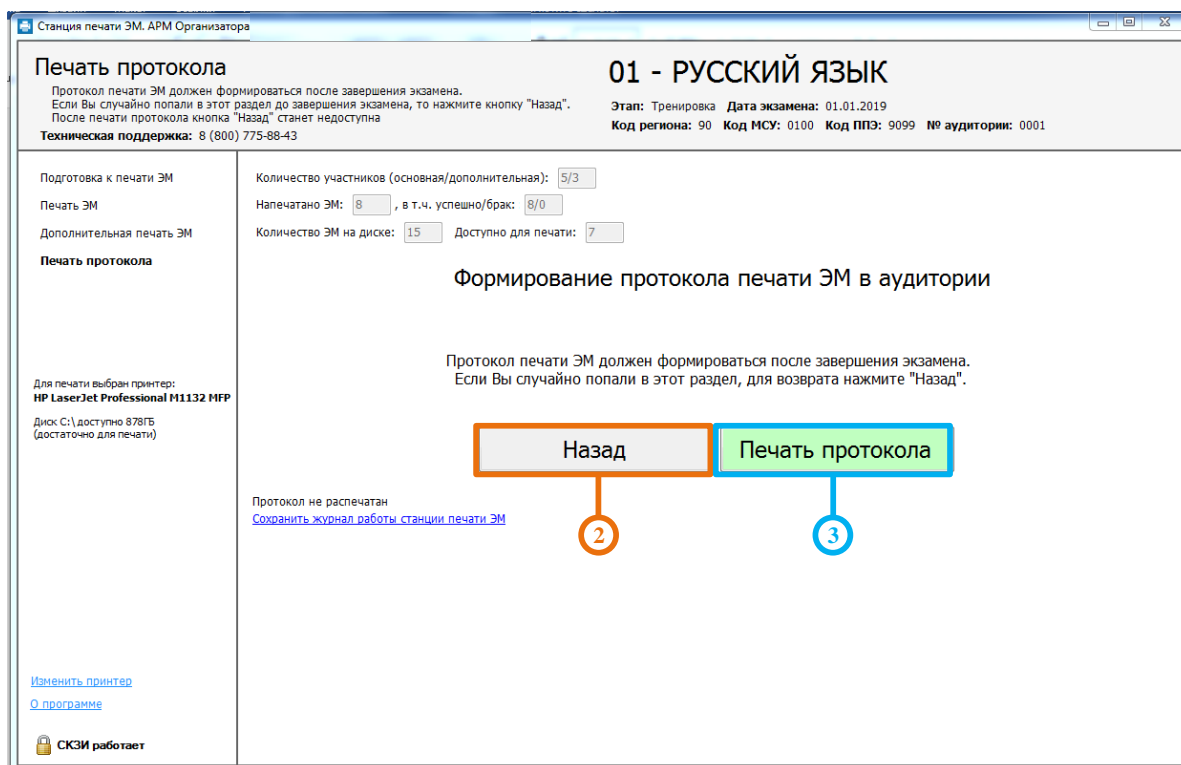 Станция печати ЭМ. АРМ Организатора
Печать протокола
Протокол печати ЭМ должен формироваться после завершения экзамена.
Если Вы случайно попали в этот раздел до завершения экзамена, то нажмите кнопку "Назад".
После печати протокола кнопка "Назад" станет недоступна
Техническая поддержка: 8 (800) 775-88-43
01 - РУССКИЙ ЯЗЫК
Этап: Тренировка Дата экзамена: 01.01.2019
Код региона: 90 Код МСУ: 0100 Код ППЭ: 9099 № аудитории: 0001
Подготовка к печати ЭМ
Печать ЭМ
Дополнительная печать ЭМ
Печать протокола
Для печати выбран принтер:
HP LaserJet Professional M1132 MFP
Диск C:\ доступно 878ГБ
(достаточно для печати)
Изменить принтер
О программе
СКЗИ работает
Количество участников (основная/дополнительная): 5/3
Напечатано ЭМ: 8 , в т.ч. успешно/брак: 8/0
Количество ЭМ на диске: 15 Доступно для печати: 7
Формирование протокола печати ЭМ в аудитории
Протокол печати ЭМ должен формироваться после завершения экзамена.
Если Вы случайно попали в этот раздел, для возврата нажмите "Назад".
Назад Печать протокола
2 3
Протокол не распечатан
Сохранить журнал работы станции печати ЭМ